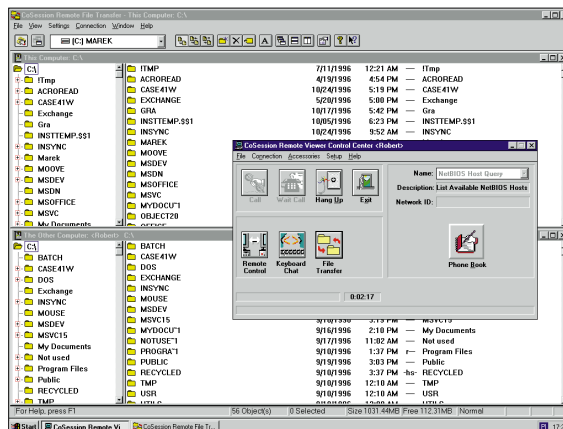 CoSession Remote File Transfer - This Computer: C:\
File View Settings Connection Window Help
[C:] MAREK
This Computer: C:\
C:\
!Tmp
ACROREAD
CASE41W
Exchange
Gra
INSTTEMP.$$1
INSYNC
Marek
MOOVE
MSDEV
MSDN
MSOFFICE
MSVC
My Documents
!TMP 7/11/1996 12:21 AM — !Tmp
ACROREAD 4/19/1996 4:54 PM — ACROREAD
CASE41W 10/24/1996 5:19 PM — CASE41W
EXCHANGE 5/20/1996 5:00 PM — Exchange
GRA 10/17/1996 5:42 PM — Gra
INSTTEMP.$$1 10/05/1996 6:23 PM — INSTTEMP.$$1
INSYNC 10/24/1996 9:52 AM — INSYNC
MAREK
MOOVE
MSDEV
MSDN
MSOFFICE
MSVC
MYDOCU~1
OBJECT20
OFFICE
CoSession Remote Viewer Control Center <Robert>
File Connection Accessories Setup Help
Call
Wait Call
Hang Up
Exit
Remote Control
Keyboard Chat
File Transfer
Name: NetBIOS Host Query
Description: List Available NetBIOS Hosts
Network ID:
Phone Book
0:02:17
The Other Computer: <Robert> C:\
C:\
BATCH
CASE41W
DOS
Exchange
INSYNC
MOUSE
MSDEV
MSVC15
My Documents
Not used
Program Files
Public
RECYCLED
TMP
BATCH
CASE41W
DOS
EXCHANGE
INSYNC
MOUSE
MSDEV
MSVC15
MYDOCU~1 9/16/1996 2:10 PM — My Documents
NOTUSE~1 9/17/1996 11:02 AM — Not used
PROGRA~1 9/10/1996 1:37 PM r— Program Files
PUBLIC 9/10/1996 3:03 PM — Public
RECYCLED 9/10/1996 3:37 PM -hs- RECYCLED
TMP 9/10/1996 12:10 AM — TMP
USR 9/10/1996 12:10 AM — USR
For Help, press F1 56 Object(s) 0 Selected Size 1031.44MB Free 112.31MB Normal
Start CoSession Remote Vi... CoSession Remote File Tr...